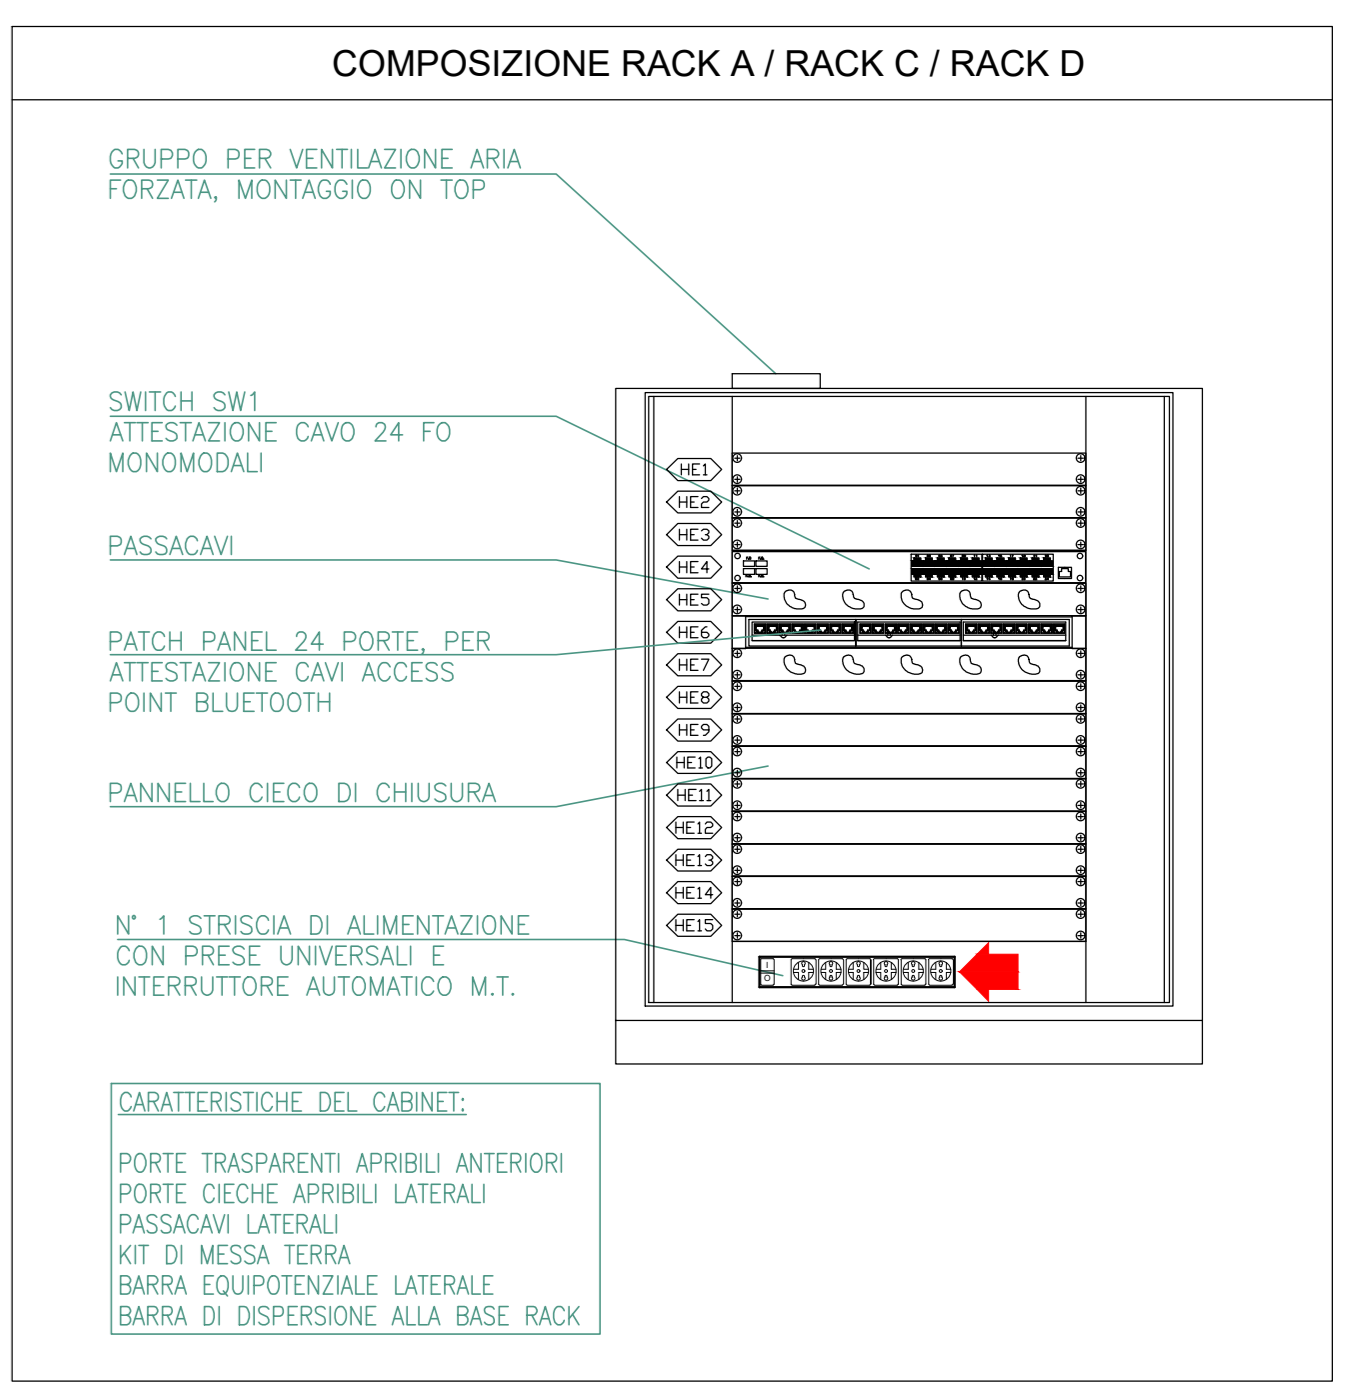 COMPOSIZIONE RACK A / RACK C / RACK D
GRUPPO PER VENTILAZIONE ARIA
FORZATA, MONTAGGIO ON TOP
SWITCH SW1
ATTESTAZIONE CAVO 24 FO
MONOMODALI
PASSACAVI
PATCH PANEL 24 PORTE, PER
ATTESTAZIONE CAVI ACCESS
POINT BLUETOOTH
PANNELLO CIECO DI CHIUSURA
N° 1 STRISCIA DI ALIMENTAZIONE
CON PRESE UNIVERSALI E
INTERRUTTORE AUTOMATICO M.T.
HE1
HE2
HE3
HE4
HE5
HE6
HE7
HE8
HE9
HE10
HE11
HE12
HE13
HE14
HE15
I
O
CARATTERISTICHE DEL CABINET:
PORTE TRASPARENTI APRIBILI ANTERIORI
PORTE CIECHE APRIBILI LATERALI
PASSACAVI LATERALI
KIT DI MESSA TERRA
BARRA EQUIPOTENZIALE LATERALE
BARRA DI DISPERSIONE ALLA BASE RACK